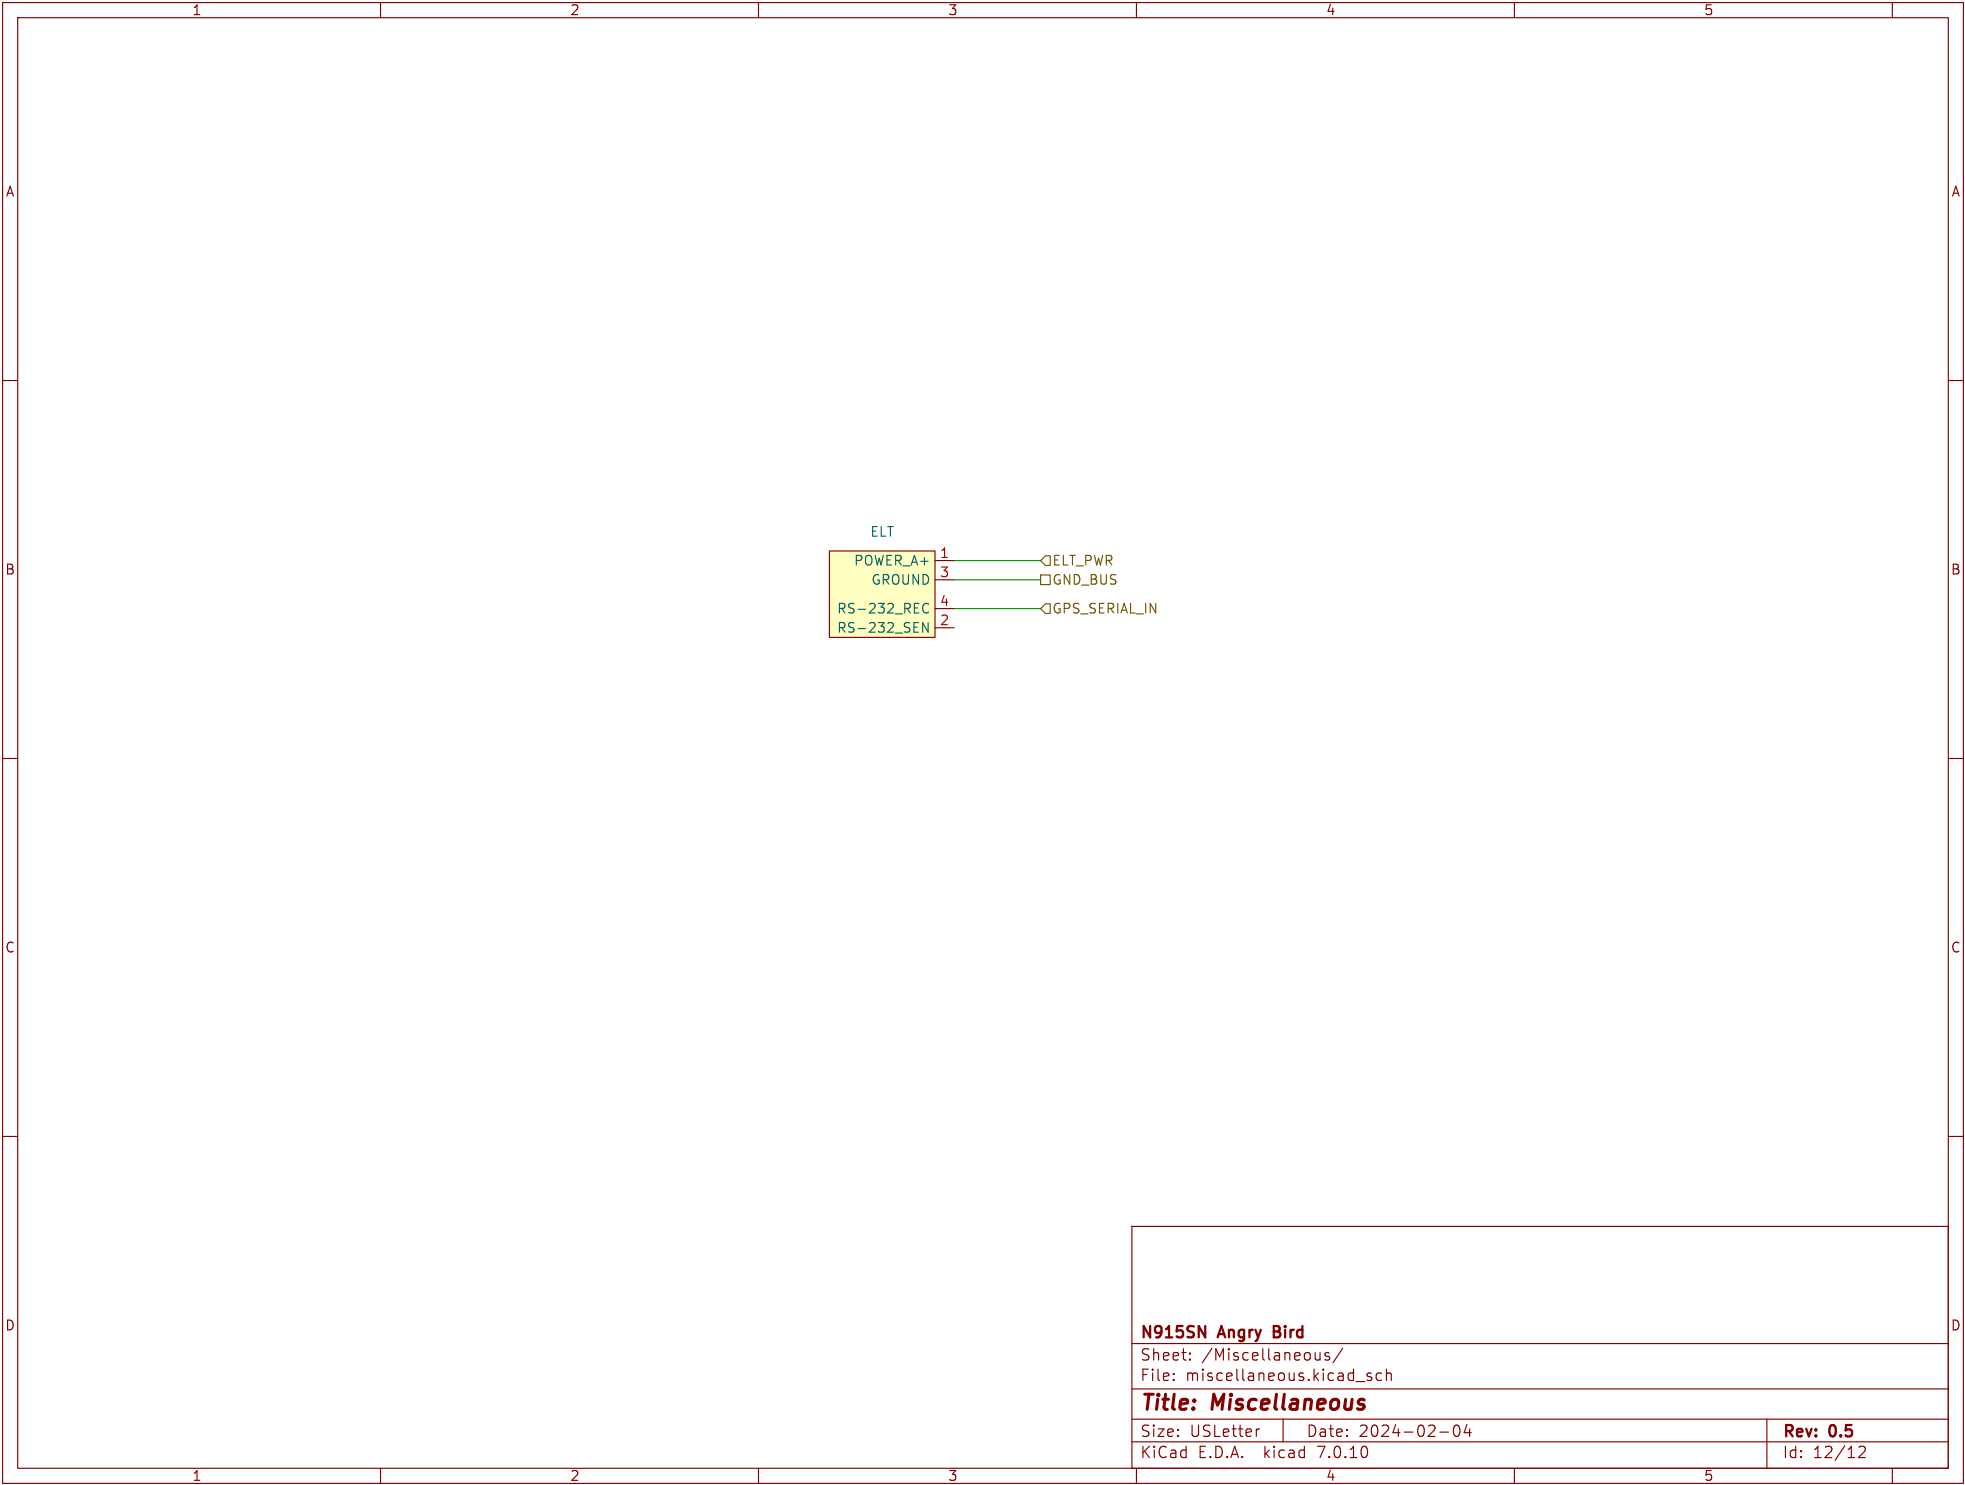 1 2 3 4 5
A A
ELT
POWER_A+ 1 ELT_PWR
B B
GROUND 3 GND_BUS
RS-232_REC 4 GPS_SERIAL_IN
RS-232_SEN 2
C C
D D
N915SN Angry Bird
Sheet: /Miscellaneous/
File: miscellaneous.kicad_sch
Title: Miscellaneous
Size: USLetter Date: 2024-02-04 Rev: 0.5
KiCad E.D.A. kicad 7.0.10 Id: 12/12
1 2 3 4 5